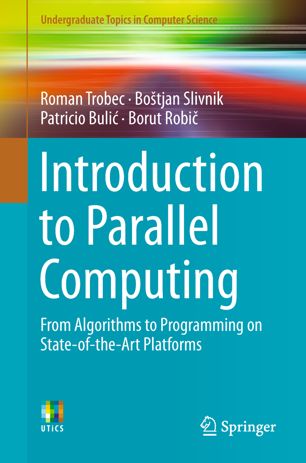 Undergraduate Topics in Computer Science
Roman Trobec · Boštjan Slivnik
Patricio Bulić · Borut Robič
Introduction
to Parallel
Computing
From Algorithms to Programming on
State-of-the-Art Platforms
UTICS
Springer